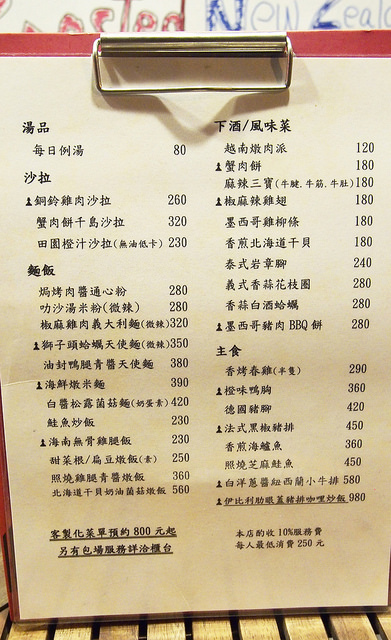 New Zeal
湯品
每日例湯 80
沙拉
銅鈴雞肉沙拉 260
蟹肉餅千島沙拉 320
田園橙汁沙拉(無油低卡) 230
麵飯
焗烤肉醬通心粉 280
叻沙湯米粉(微辣) 280
椒麻雞肉義大利麵(微辣)320
獅子頭蛤蠣天使麵(微辣)350
油封鴨腿青醬天使麵 380
海鮮燉米麵 390
白醬松露菌菇麵(奶蛋素)420
鮭魚炒飯 230
海南無骨雞腿飯 230
甜菜根/扁豆燉飯(素) 250
照燒雞腿青醬燉飯 360
北海道干貝奶油菌菇燉飯 560
客製化菜單預約 800 元起
另有包場服務詳洽櫃台
下酒/風味菜
越南燉肉派 120
蟹肉餅 180
麻辣三寶(牛腱.牛筋.牛肚)180
椒麻辣雞翅 180
墨西哥雞柳條 180
香煎北海道干貝 180
泰式岩章腳 240
義式香蒜花枝圈 280
香蒜白酒蛤蠣 280
墨西哥豬肉 BBQ 餅 280
主食
香烤春雞(半隻) 290
橙味鴨胸 360
德國豬腳 420
法式黑椒豬排 450
香煎海鱸魚 360
照燒芝麻鮭魚 450
白洋蔥醬紐西蘭小牛排 580
伊比利肋眼蓋豬排咖哩炒飯 980
本店酌收 10%服務費
每人最低消費 250 元